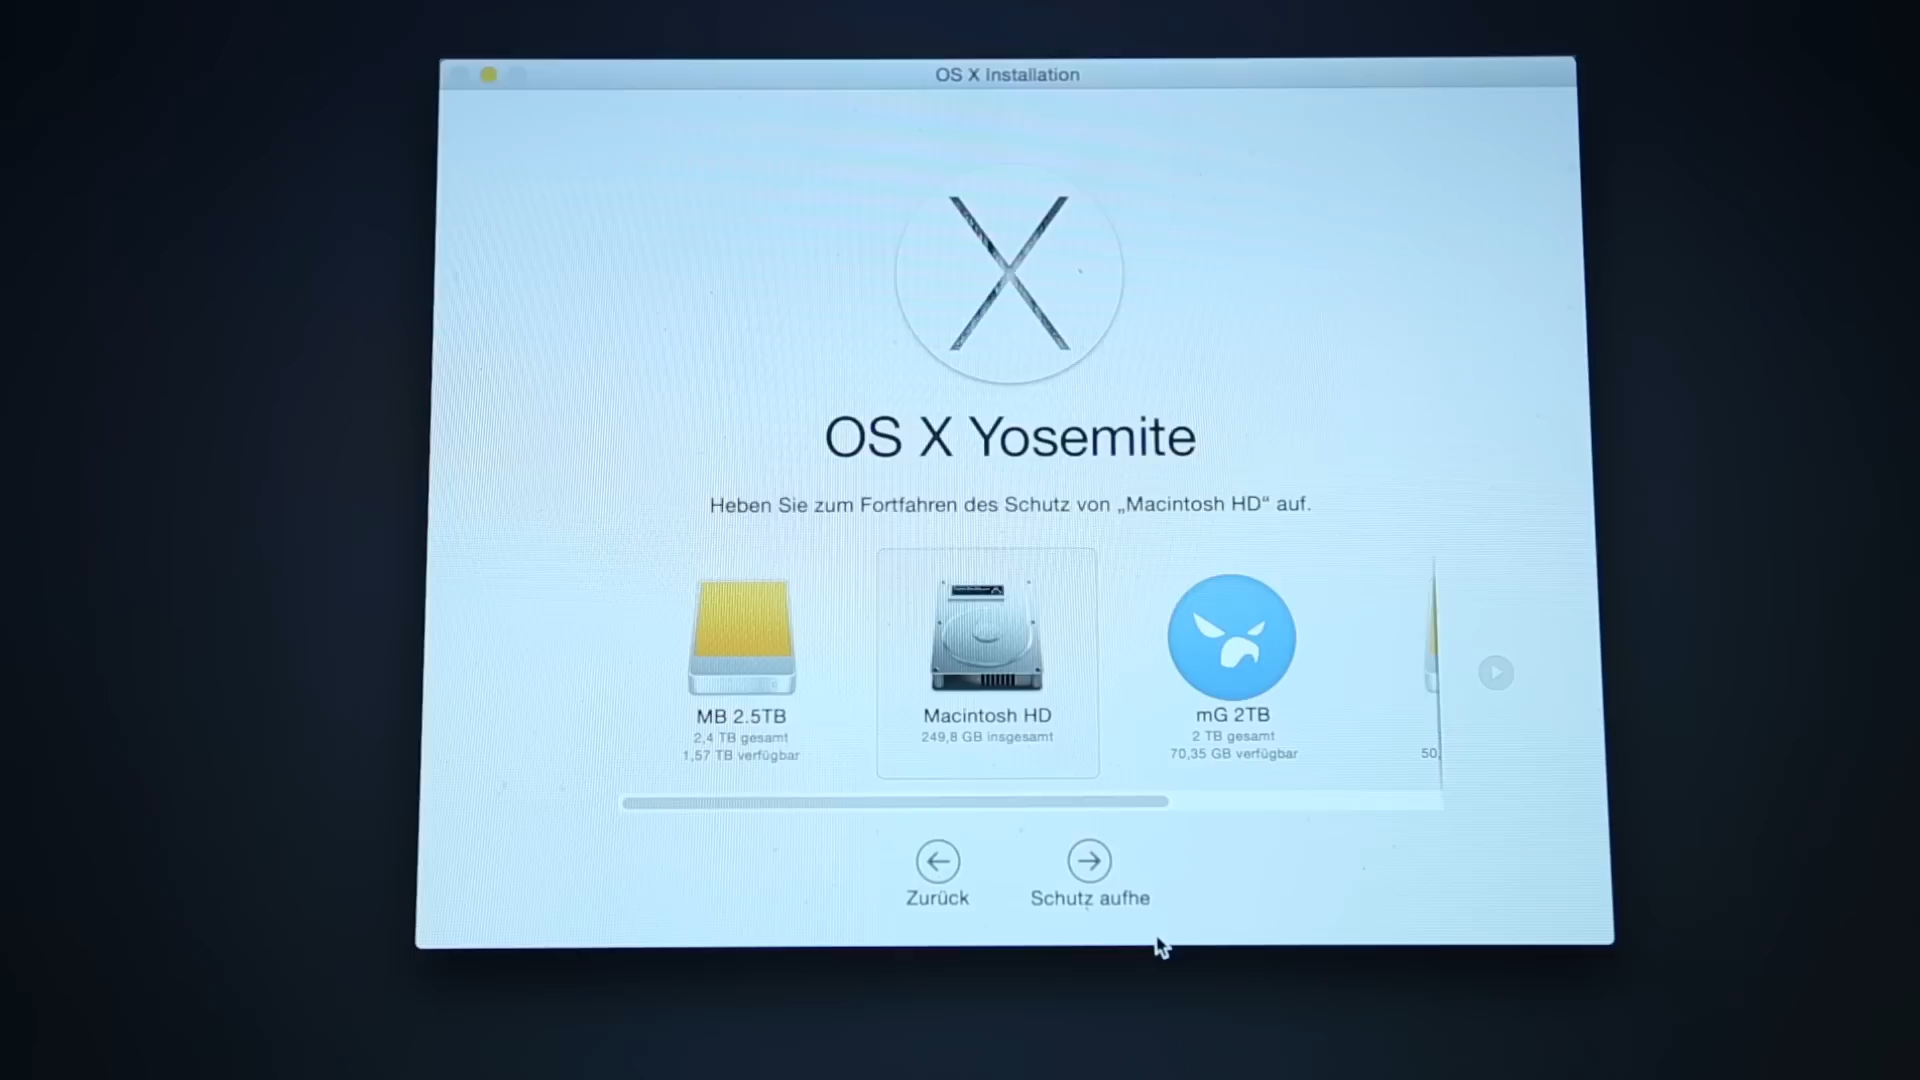 OS X Installation
OS X Yosemite
Heben Sie zum Fortfahren des Schutz von „Macintosh HD“ auf.
MB 2.5TB
2,4 TB gesamt
1,57 TB verfügbar
Macintosh HD
249,8 GB insgesamt
mG 2TB
2 TB gesamt
70,35 GB verfügbar
50,
Zurück
Schutz aufhe